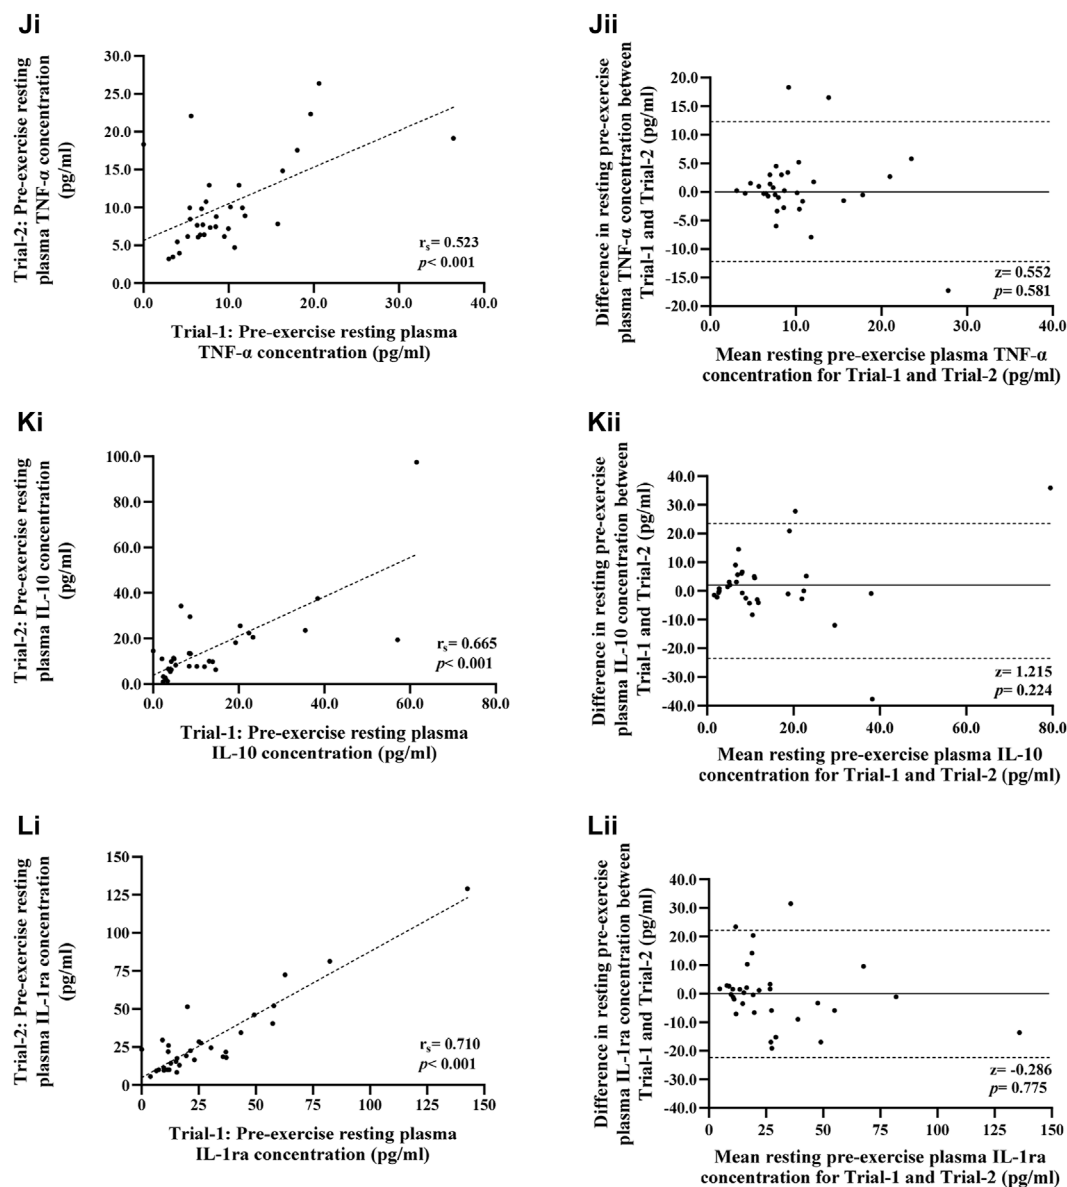 Ji
Trial-2: Pre-exercise resting
plasma TNF-α concentration
(pg/ml)
30.0
25.0
20.0
15.0
10.0
5.0
0.0
0.0 10.0 20.0 30.0 40.0
rs= 0.523
p< 0.001
Trial-1: Pre-exercise resting plasma
TNF-α concentration (pg/ml)
Jii
Difference in resting pre-exercise
plasma TNF-α concentration between
Trial-1 and Trial-2 (pg/ml)
20.0
15.0
10.0
5.0
0.0
-5.0
-10.0
-15.0
-20.0
0.0 10.0 20.0 30.0 40.0
z= 0.552
p= 0.581
Mean resting pre-exercise plasma TNF-α
concentration for Trial-1 and Trial-2 (pg/ml)
Ki
Trial-2: Pre-exercise resting
plasma IL-10 concentration
(pg/ml)
100.0
80.0
60.0
40.0
20.0
0.0
0.0 20.0 40.0 60.0 80.0
rs= 0.665
p< 0.001
Trial-1: Pre-exercise resting plasma
IL-10 concentration (pg/ml)
Kii
Difference in resting pre-exercise
plasma IL-10 concentration between
Trial-1 and Trial-2 (pg/ml)
40.0
30.0
20.0
10.0
0.0
-10.0
-20.0
-30.0
-40.0
0.0 20.0 40.0 60.0 80.0
z= 1.215
p= 0.224
Mean resting pre-exercise plasma IL-10
concentration for Trial-1 and Trial-2 (pg/ml)
Li
Trial-2: Pre-exercise resting
plasma IL-1ra concentration
(pg/ml)
150
125
100
75
50
25
0
0 25 50 75 100 125 150
rs= 0.710
p< 0.001
Trial-1: Pre-exercise resting plasma
IL-1ra concentration (pg/ml)
Lii
Difference in resting pre-exercise
plasma IL-1ra concentration between
Trial-1 and Trial-2 (pg/ml)
40.0
30.0
20.0
10.0
0.0
-10.0
-20.0
-30.0
-40.0
0 25 50 75 100 125 150
z= -0.286
p= 0.775
Mean resting pre-exercise plasma IL-1ra
concentration for Trial-1 and Trial-2 (pg/ml)